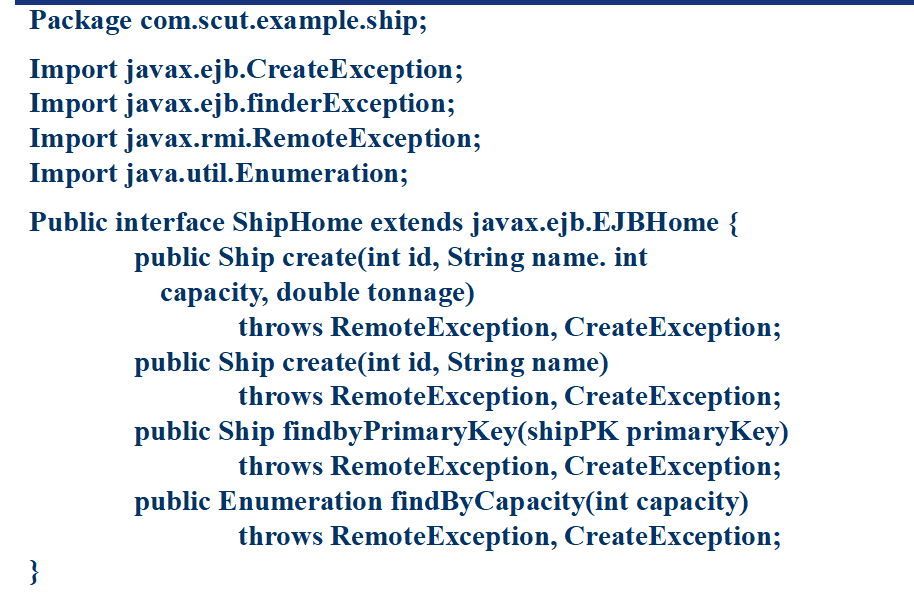 Package com.scut.example.ship;
Import javax.ejb.CreateException;
Import javax.ejb.finderException;
Import javax.rmi.RemoteException;
Import java.util.Enumeration;
Public interface ShipHome extends javax.ejb.EJBHome {
public Ship create(int id, String name. int
capacity, double tonnage)
throws RemoteException, CreateException;
public Ship create(int id, String name)
throws RemoteException, CreateException;
public Ship findbyPrimaryKey(shipPK primaryKey)
throws RemoteException, CreateException;
public Enumeration findByCapacity(int capacity)
throws RemoteException, CreateException;
}